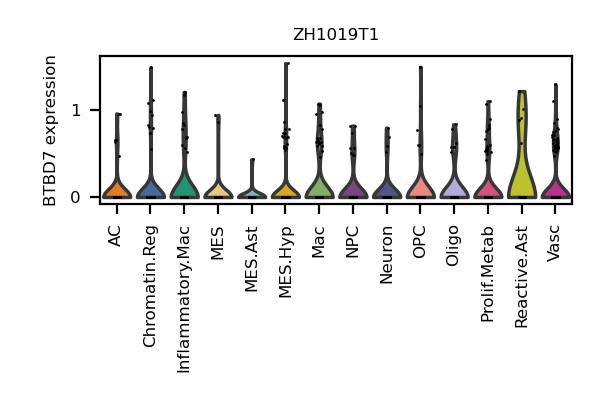 ZH1019T1
BTBD7 expression
1
0
AC
Chromatin.Reg
Inflammatory.Mac
MES
MES.Ast
MES.Hyp
Mac
NPC
Neuron
OPC
Oligo
Prolif.Metab
Reactive.Ast
Vasc